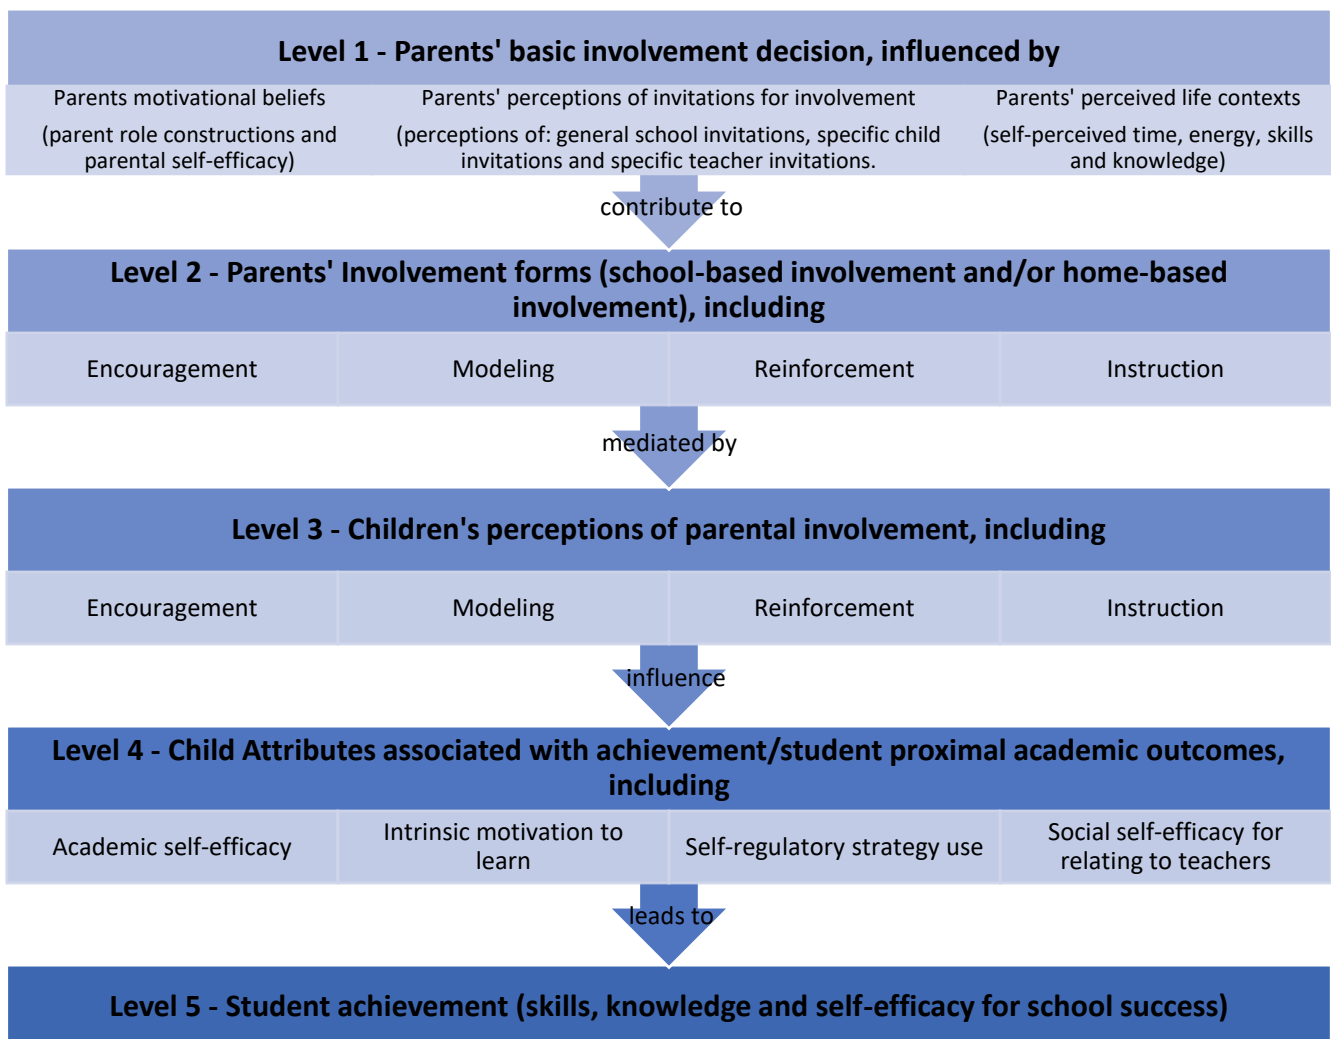 Level 1 - Parents' basic involvement decision, influenced by
Parents motivational beliefs
(parent role constructions and
parental self-efficacy)
Parents' perceptions of invitations for involvement
(perceptions of: general school invitations, specific child
invitations and specific teacher invitations.
Parents' perceived life contexts
(self-perceived time, energy, skills
and knowledge)
contribute to
Level 2 - Parents' Involvement forms (school-based involvement and/or home-based
involvement), including
Encouragement
Modeling
Reinforcement
Instruction
mediated by
Level 3 - Children's perceptions of parental involvement, including
Encouragement
Modeling
Reinforcement
Instruction
influence
Level 4 - Child Attributes associated with achievement/student proximal academic outcomes,
including
Academic self-efficacy
Intrinsic motivation to
learn
Self-regulatory strategy use
Social self-efficacy for
relating to teachers
leads to
Level 5 - Student achievement (skills, knowledge and self-efficacy for school success)